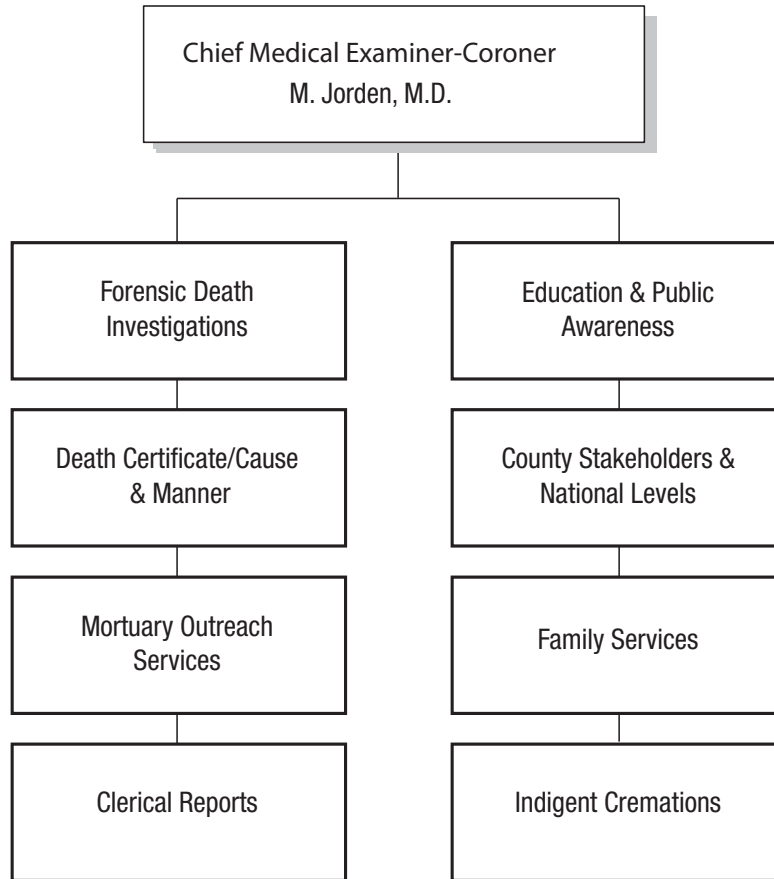 Chief Medical Examiner-Coroner
M. Jorden, M.D.
Forensic Death
Investigations
Education & Public
Awareness
Death Certificate/Cause
& Manner
County Stakeholders &
National Levels
Mortuary Outreach
Services
Family Services
Clerical Reports
Indigent Cremations